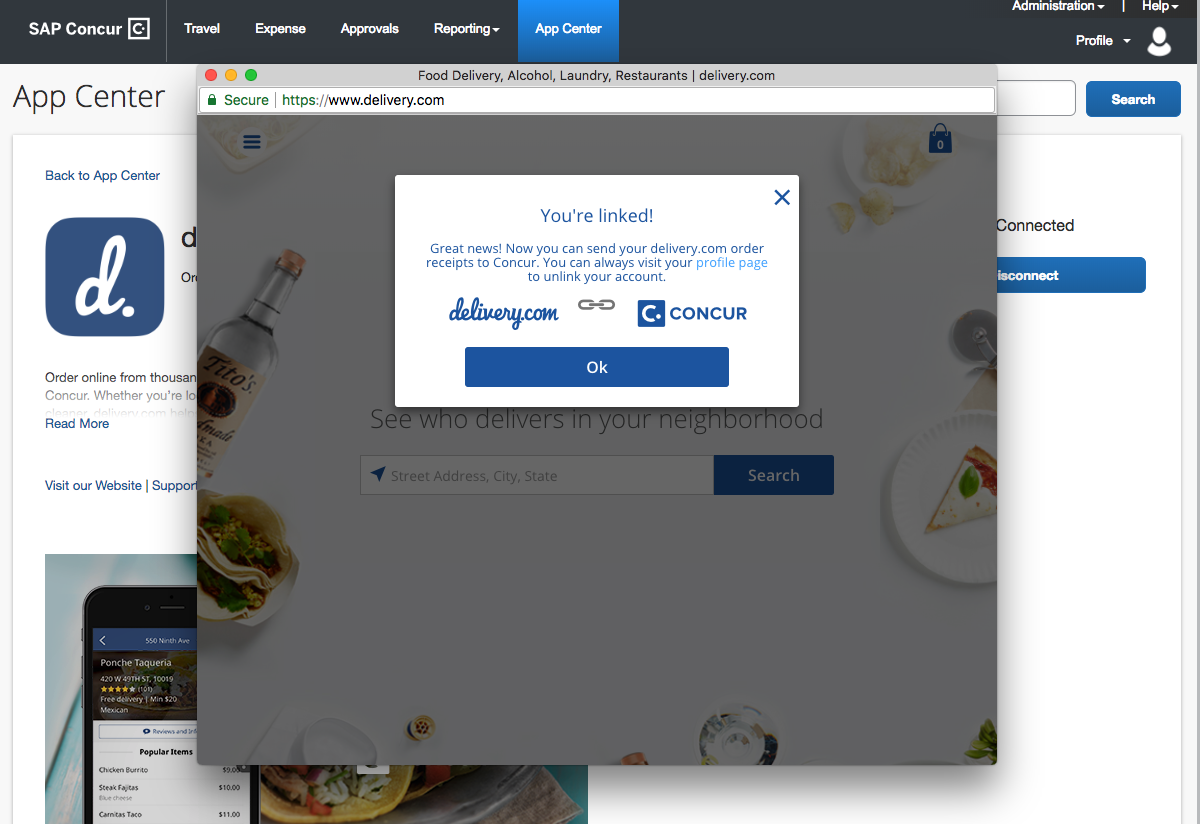 Administration | Help
SAP Concur C
Travel Expense Approvals Reporting App Center
Profile
Food Delivery, Alcohol, Laundry, Restaurants | delivery.com
Secure https://www.delivery.com
App Center
Search
Back to App Center
0
You're linked!
Great news! Now you can send your delivery.com order
receipts to Concur. You can always visit your profile page
to unlink your account.
delivery.com
C. CONCUR
Ok
d.
d
Or
Connected
isconnect
Order online from thousan
Concur. Whether you're lo
cleaner, delivery.com help
Read More
Tito's
Handmade
See who delivers in your neighborhood
Street Address, City, State
Search
Visit our Website | Support
550 Ninth Ave
Ponche Taqueria
420 W 49TH ST, 10019
(101)
Free delivery | Min $20
Mexican
Reviews and Inf
Popular Items
Chicken Burrito $9.00
Steak Fajitas $10.00
Blue cheese
Carnitas Taco $11.00